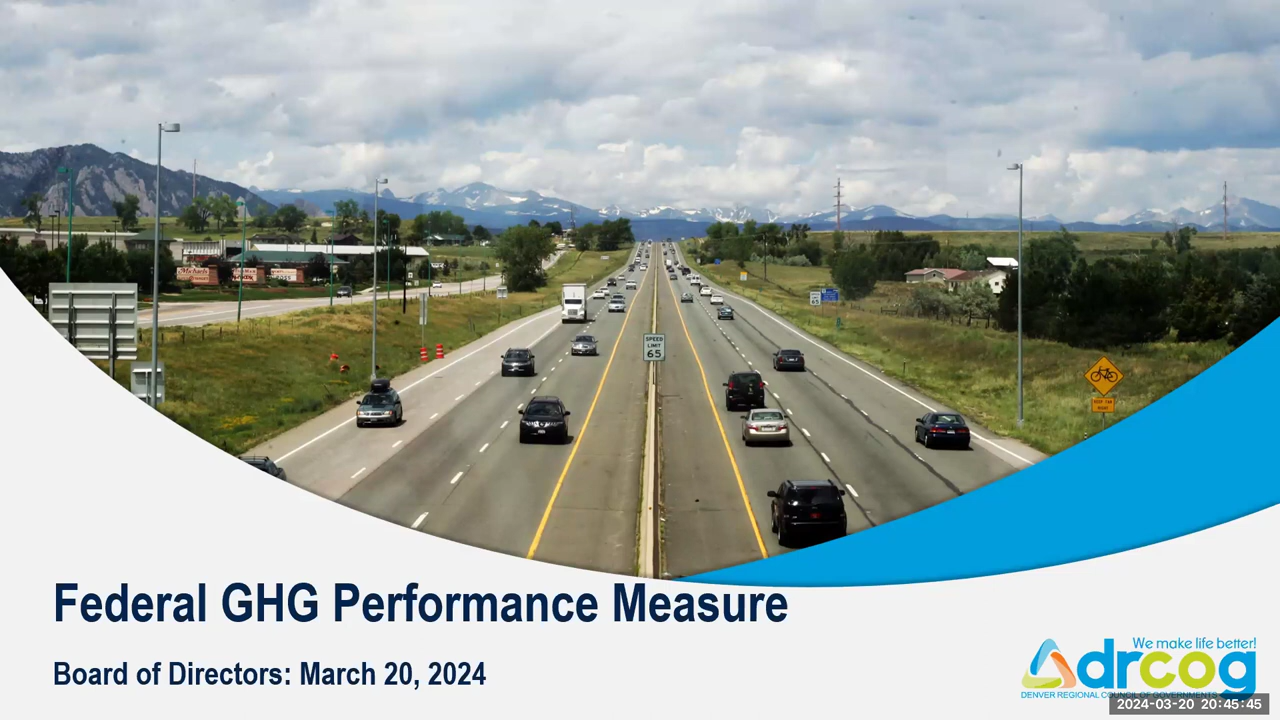 Michaels
SPEED
LIMIT
65
Federal GHG Performance Measure
Board of Directors: March 20, 2024
We make life better!
drcog
DENVER REGIONAL COUNCIL OF GOVERNMENTS
2024-03-20 20:45:45